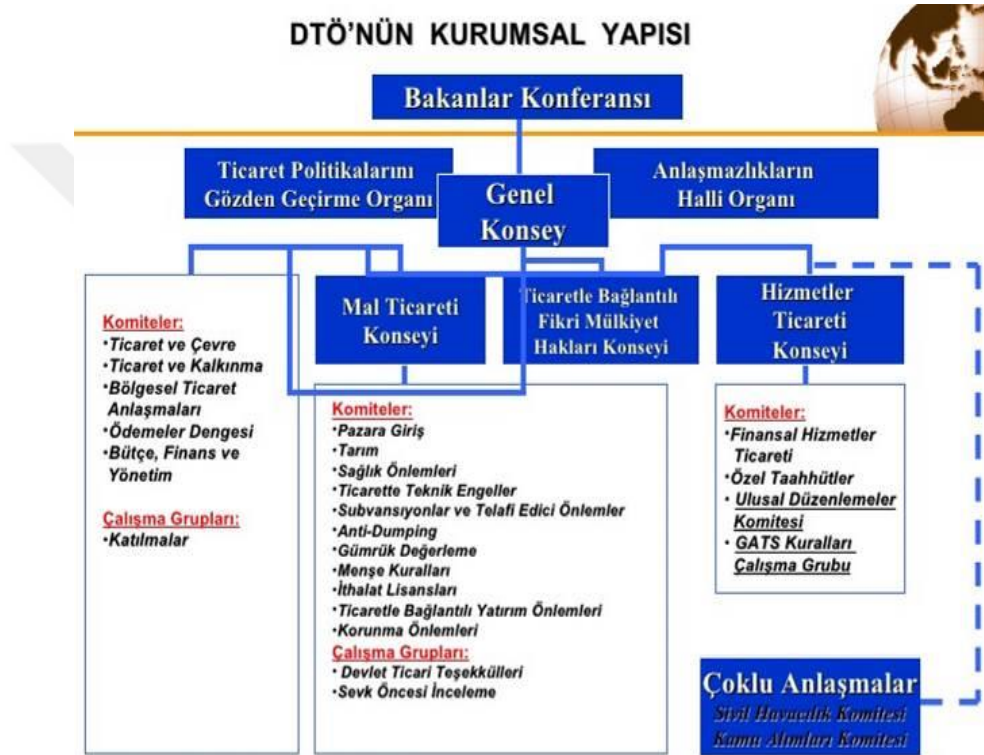 DTÖ'NÜN KURUMSAL YAPISI
Bakanlar Konferansı
Ticaret Politikalarını
Gözden Geçirme Organı
Genel
Konsey
Anlaşmazlıkların
Halli Organı
Komiteler:
•Ticaret ve Çevre
•Ticaret ve Kalkınma
•Bölgesel Ticaret
Anlaşmaları
•Ödemeler Dengesi
•Bütçe, Finans ve
Yönetim
Çalışma Grupları:
•Katılmalar
Mal Ticareti
Konseyi
Komiteler:
•Pazara Giriş
•Tarım
•Sağlık Önlemleri
•Ticarette Teknik Engeller
•Subvansıyonlar ve Telafi Edici Önlemler
•Anti-Dumping
•Gümrük Değerleme
•Menşe Kuralları
•İthalat Lisansları
•Ticaretle Bağlantılı Yatırım Önlemleri
•Korunma Önlemleri
Çalışma Grupları:
• Devlet Ticari Teşekkülleri
•Sevk Öncesi İnceleme
Ticaretle Bağlantılı
Fikri Mülkiyet
Hakları Konseyi
Hizmetler
Ticareti
Konseyi
Komiteler:
•Finansal Hizmetler
Ticareti
•Özel Taahhütler
• Ulusal Düzenlemeler
Komitesi
• GATS Kuralları
Çalışma Grubu
Çoklu Anlaşmalar
Sivil Havacılık Komitesi
Kamu Alımları Komitesi